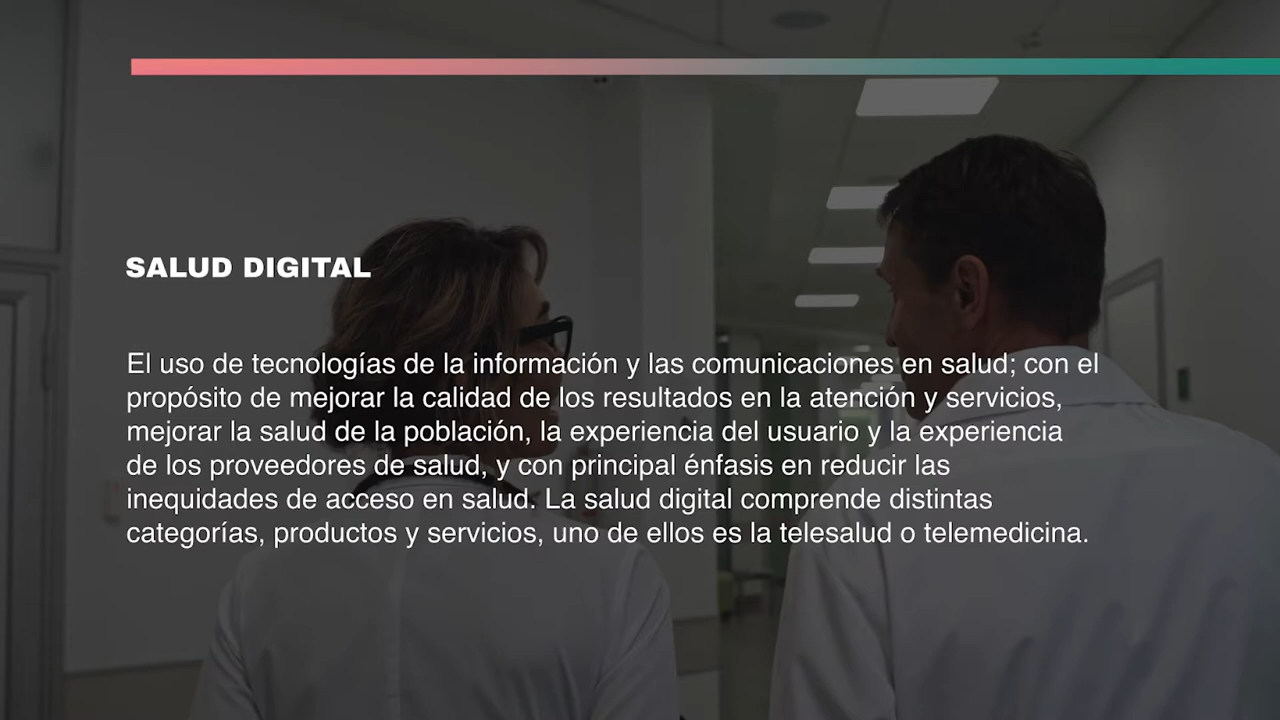 SALUD DIGITAL
El uso de tecnologías de la información y las comunicaciones en salud; con el
propósito de mejorar la calidad de los resultados en la atención y servicios,
mejorar la salud de la población, la experiencia del usuario y la experiencia
de los proveedores de salud, y con principal énfasis en reducir las
inequidades de acceso en salud. La salud digital comprende distintas
categorías, productos y servicios, uno de ellos es la telesalud o telemedicina.